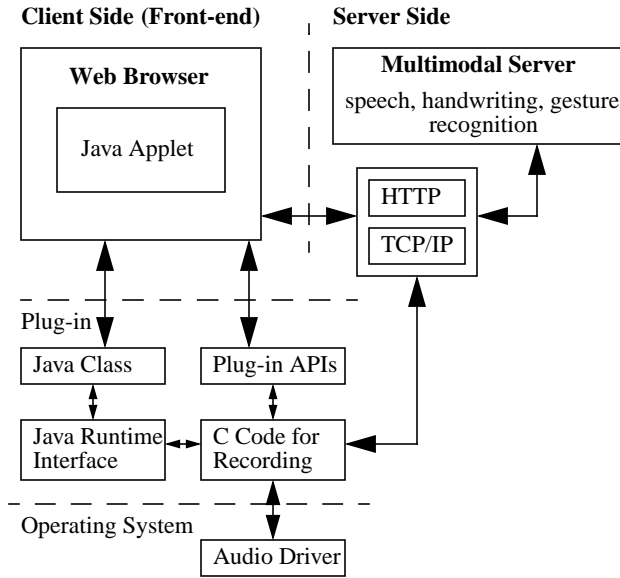 Client Side (Front-end)
Server Side
Web Browser
Java Applet
Multimodal Server
speech, handwriting, gesture
recognition
HTTP
TCP/IP
Plug-in
Java Class
Plug-in APIs
Java Runtime
Interface
C Code for
Recording
Operating System
Audio Driver